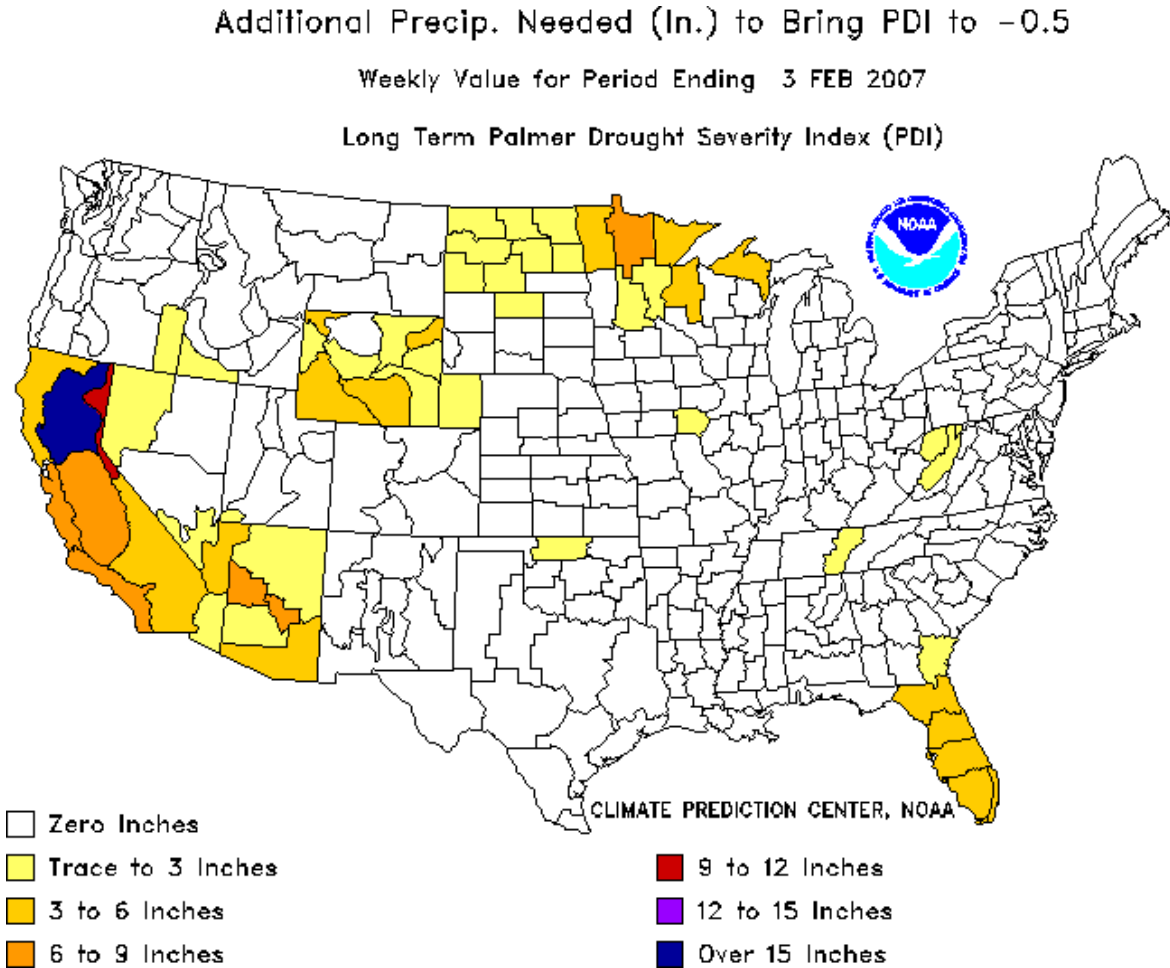 Additional Precip. Needed (In.) to Bring PDI to -0.5
Weekly Value for Period Ending 3 FEB 2007
Long Term Palmer Drought Severity Index (PDI)
NOAA
CLIMATE PREDICTION CENTER, NOAA
Zero Inches
Trace to 3 Inches
3 to 6 Inches
6 to 9 Inches
9 to 12 Inches
12 to 15 Inches
Over 15 Inches